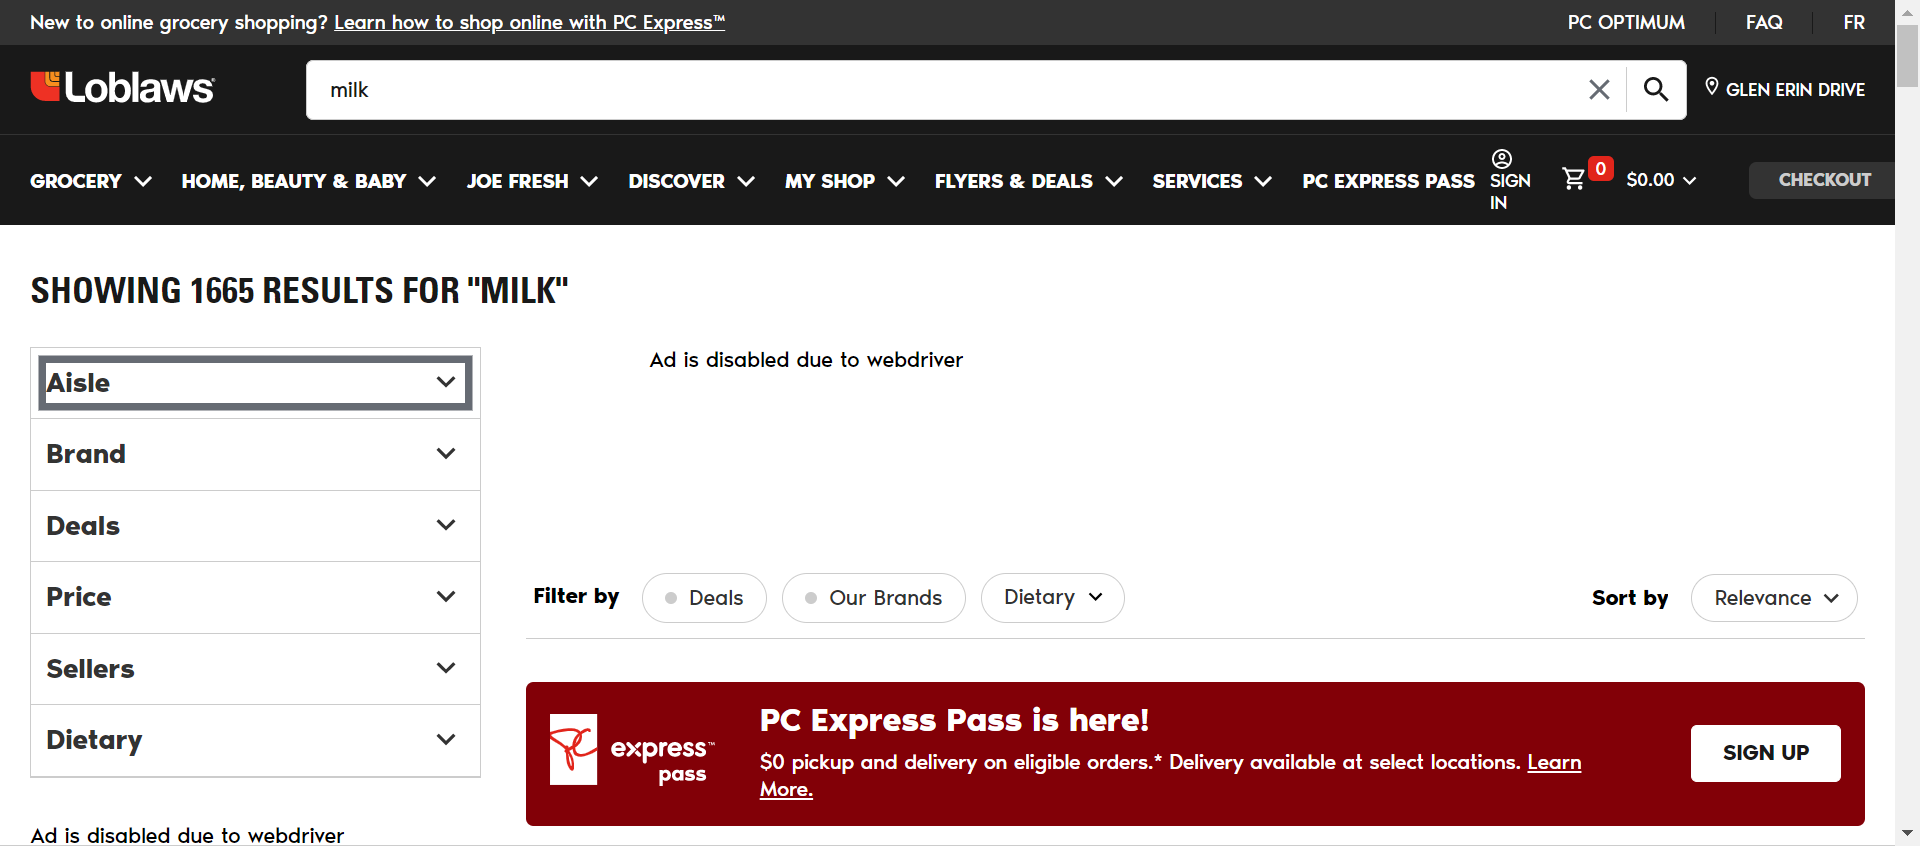 New to online grocery shopping? Learn how to shop online with PC Express™
PC OPTIMUM
FAQ
FR
Loblaws®
milk
GLEN ERIN DRIVE
GROCERY
HOME, BEAUTY & BABY
JOE FRESH
DISCOVER
MY SHOP
FLYERS & DEALS
SERVICES
PC EXPRESS PASS
SIGN
IN
0
$0.00
CHECKOUT
SHOWING 1665 RESULTS FOR "MILK"
Aisle
Brand
Deals
Price
Sellers
Dietary
Ad is disabled due to webdriver
Ad is disabled due to webdriver
Filter by
Deals
Our Brands
Dietary
Sort by
Relevance
express™
pass
PC Express Pass is here!
$0 pickup and delivery on eligible orders.* Delivery available at select locations. Learn
More.
SIGN UP